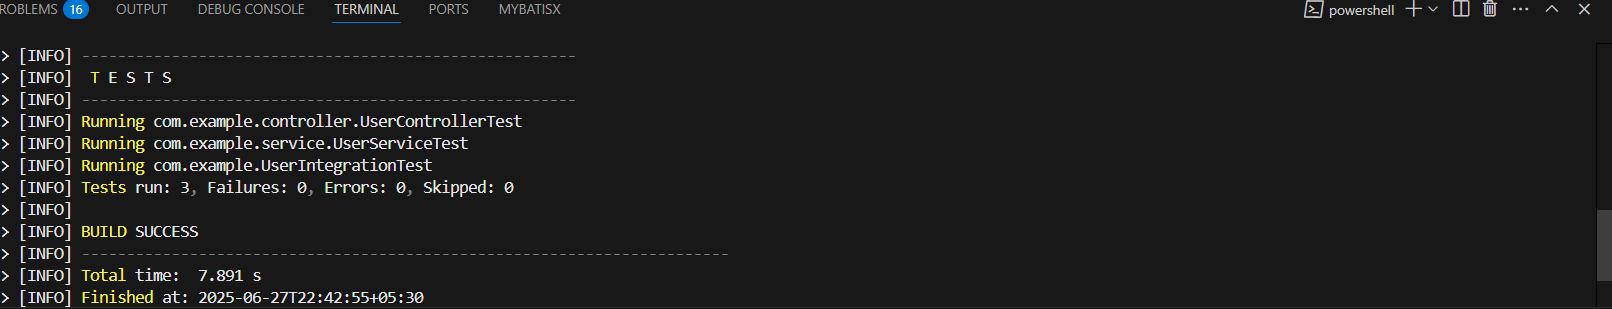 ROBLEMS 16 OUTPUT DEBUG CONSOLE TERMINAL PORTS MYBATISX powershell
> [INFO] -------------------------------------------------------
> [INFO]  T E S T S
> [INFO] -------------------------------------------------------
> [INFO] Running com.example.controller.UserControllerTest
> [INFO] Running com.example.service.UserServiceTest
> [INFO] Running com.example.UserIntegrationTest
> [INFO] Tests run: 3, Failures: 0, Errors: 0, Skipped: 0
> [INFO]
> [INFO] BUILD SUCCESS
> [INFO] ------------------------------------------------------------------------
> [INFO] Total time:  7.891 s
> [INFO] Finished at: 2025-06-27T22:42:55+05:30